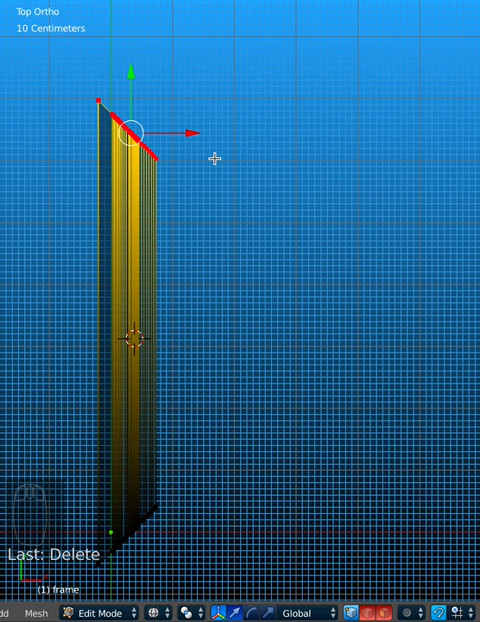 Top Ortho
10 Centimeters
Last: Delete
(1) frame
dd Mesh Edit Mode Global